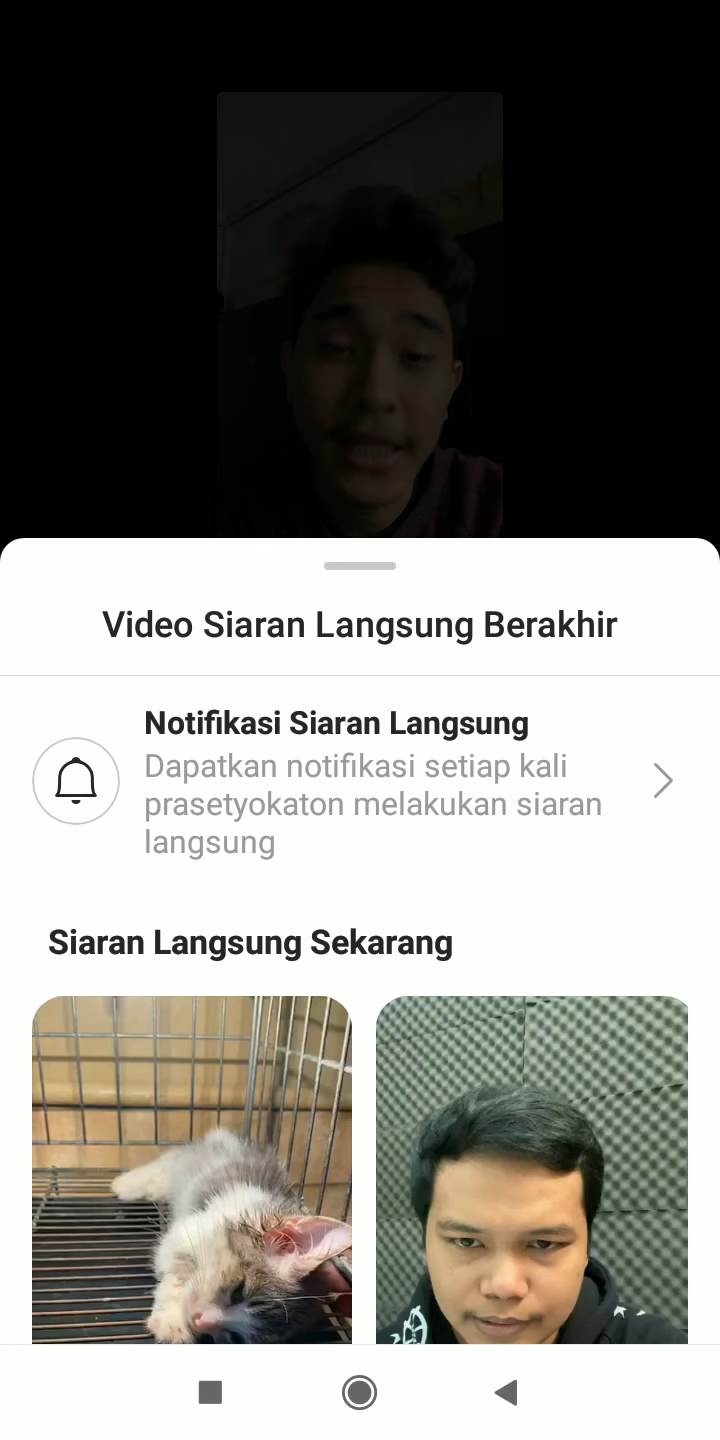 Video Siaran Langsung Berakhir
Notifikasi Siaran Langsung
Dapatkan notifikasi setiap kali
prasetyokaton melakukan siaran
langsung
Siaran Langsung Sekarang